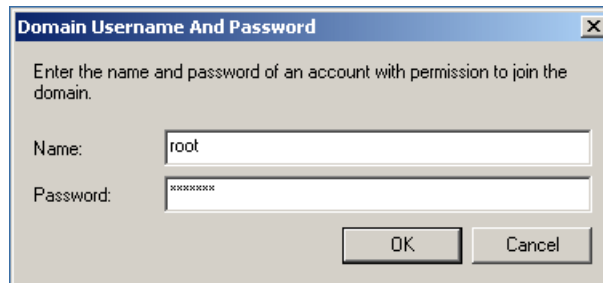 Domain Username And Password
Enter the name and password of an account with permission to join the
domain.
Name: root
Password: *******
OK Cancel